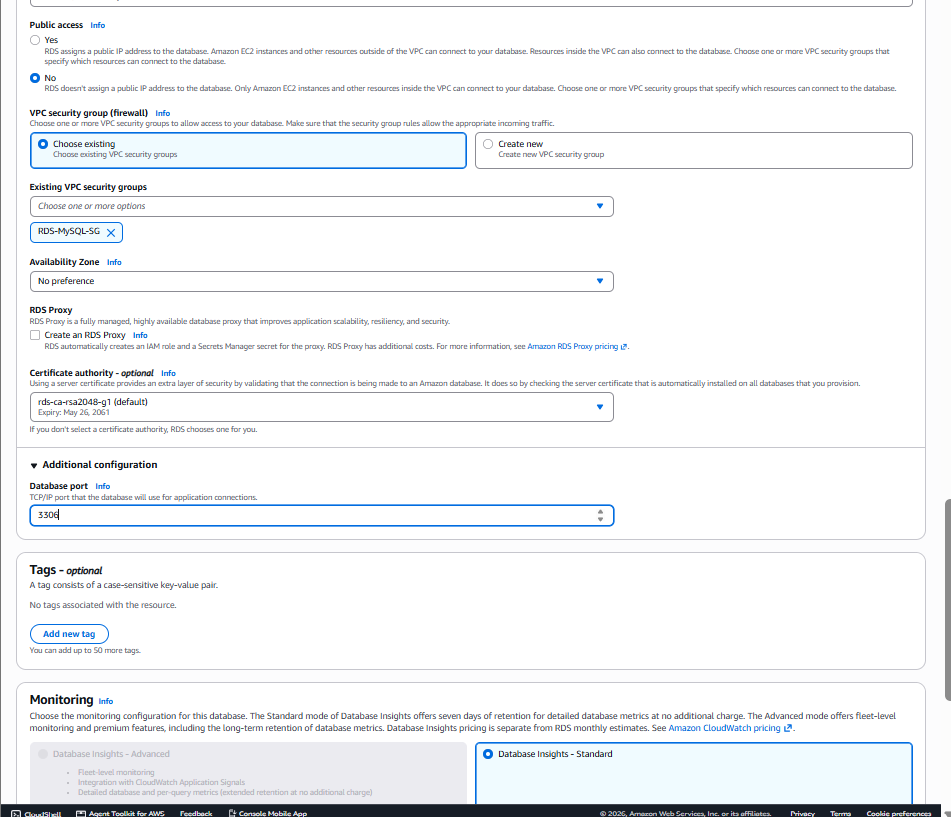 Public access Info
Yes
RDS assigns a public IP address to the database. Amazon EC2 instances and other resources outside of the VPC can connect to your database. Resources inside the VPC can also connect to the database. Choose one or more VPC security groups that
specify which resources can connect to the database.
No
RDS doesn't assign a public IP address to the database. Only Amazon EC2 instances and other resources inside the VPC can connect to your database. Choose one or more VPC security groups that specify which resources can connect to the database.
VPC security group (firewall) Info
Choose one or more VPC security groups to allow access to your database. Make sure that the security group rules allow the appropriate incoming traffic.
Choose existing
Choose existing VPC security groups
Create new
Create new VPC security group
Existing VPC security groups
Choose one or more options
RDS-MySQL-SG
Availability Zone Info
No preference
RDS Proxy
RDS Proxy is a fully managed, highly available database proxy that improves application scalability, resiliency, and security.
Create an RDS Proxy Info
RDS automatically creates an IAM role and a Secrets Manager secret for the proxy. RDS Proxy has additional costs. For more information, see Amazon RDS Proxy pricing.
Certificate authority - optional Info
Using a server certificate provides an extra layer of security by validating that the connection is being made to an Amazon database. It does so by checking the server certificate that is automatically installed on all databases that you provision.
rds-ca-rsa2048-g1 (default)
Expiry: May 26, 2061
If you don't select a certificate authority, RDS chooses one for you.
Additional configuration
Database port Info
TCP/IP port that the database will use for application connections.
3306
Tags - optional
A tag consists of a case-sensitive key-value pair.
No tags associated with the resource.
Add new tag
You can add up to 50 more tags.
Monitoring Info
Choose the monitoring configuration for this database. The Standard mode of Database Insights offers seven days of retention for detailed database metrics at no additional charge. The Advanced mode offers fleet-level
monitoring and premium features, including the long-term retention of database metrics. Database Insights pricing is separate from RDS monthly estimates. See Amazon CloudWatch pricing.
Database Insights - Advanced
• Fleet-level monitoring
• Integration with CloudWatch Application Signals
• Detailed database and per-query metrics (extended retention at no additional charge)
Database Insights - Standard
CloudShell Agent Toolkit for AWS Feedback Console Mobile App © 2026, Amazon Web Services, Inc. or its affiliates. Privacy Terms Cookie preferences